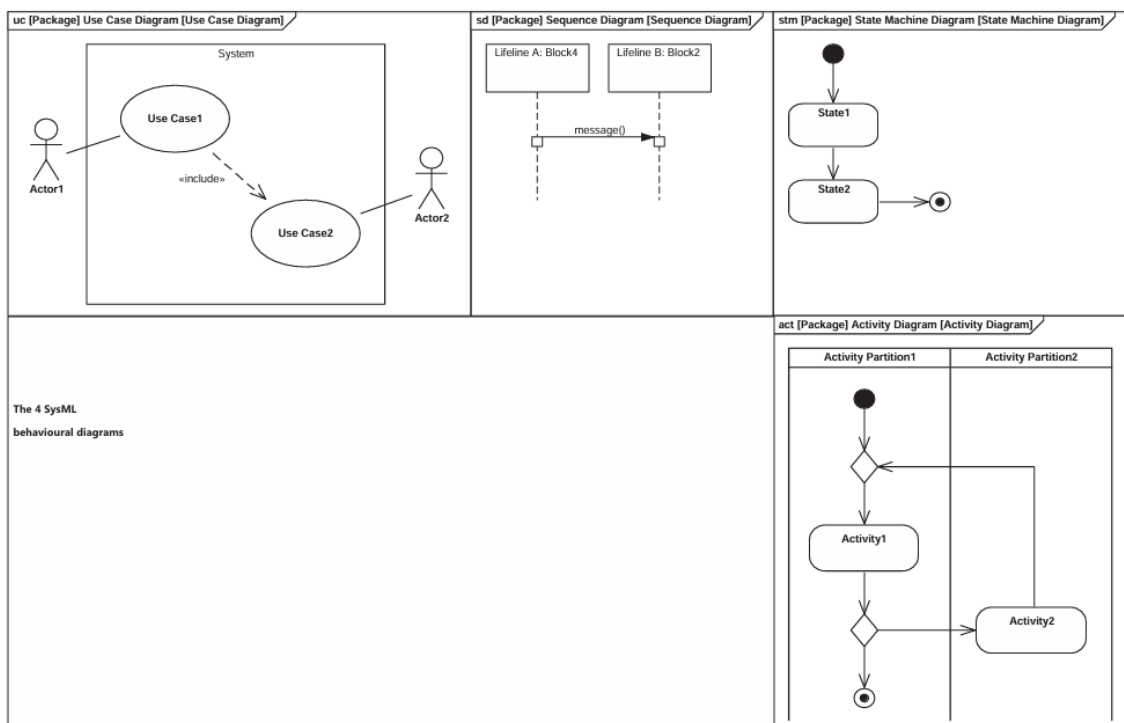 uc [Package] Use Case Diagram [Use Case Diagram]
System
Use Case1
Actor1
«include»
Use Case2
Actor2
sd [Package] Sequence Diagram [Sequence Diagram]
Lifeline A: Block4
Lifeline B: Block2
message()
stm [Package] State Machine Diagram [State Machine Diagram]
State1
State2
The 4 SysML
behavioural diagrams
act [Package] Activity Diagram [Activity Diagram]
Activity Partition1
Activity Partition2
Activity1
Activity2